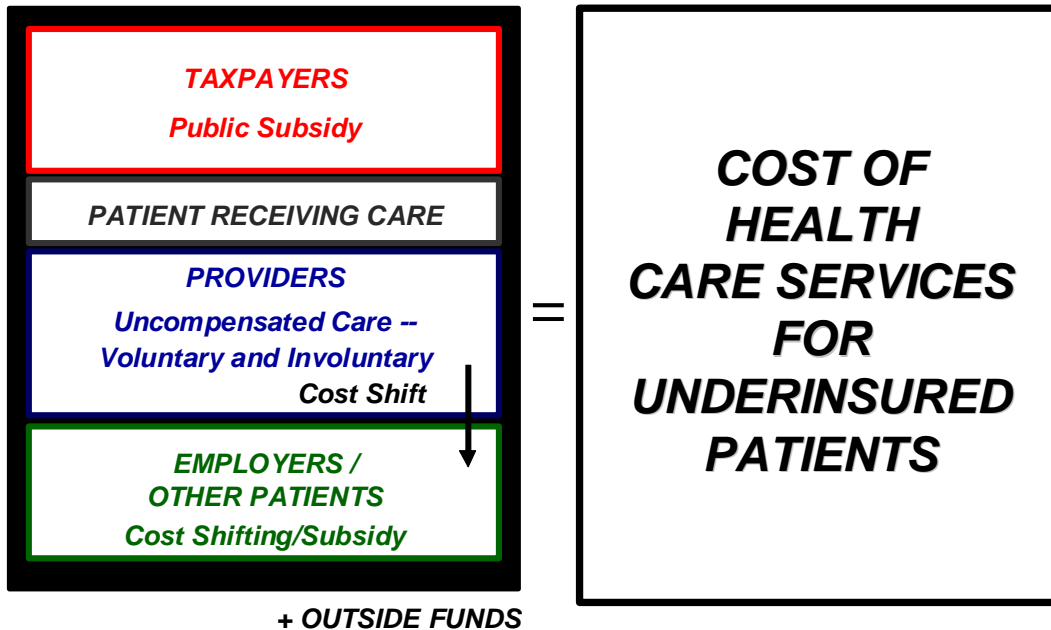 TAXPAYERS
Public Subsidy
PATIENT RECEIVING CARE
PROVIDERS
Uncompensated Care --
Voluntary and Involuntary
Cost Shift
EMPLOYERS /
OTHER PATIENTS
Cost Shifting/Subsidy
+ OUTSIDE FUNDS
=
COST OF
HEALTH
CARE SERVICES
FOR
UNDERINSURED
PATIENTS